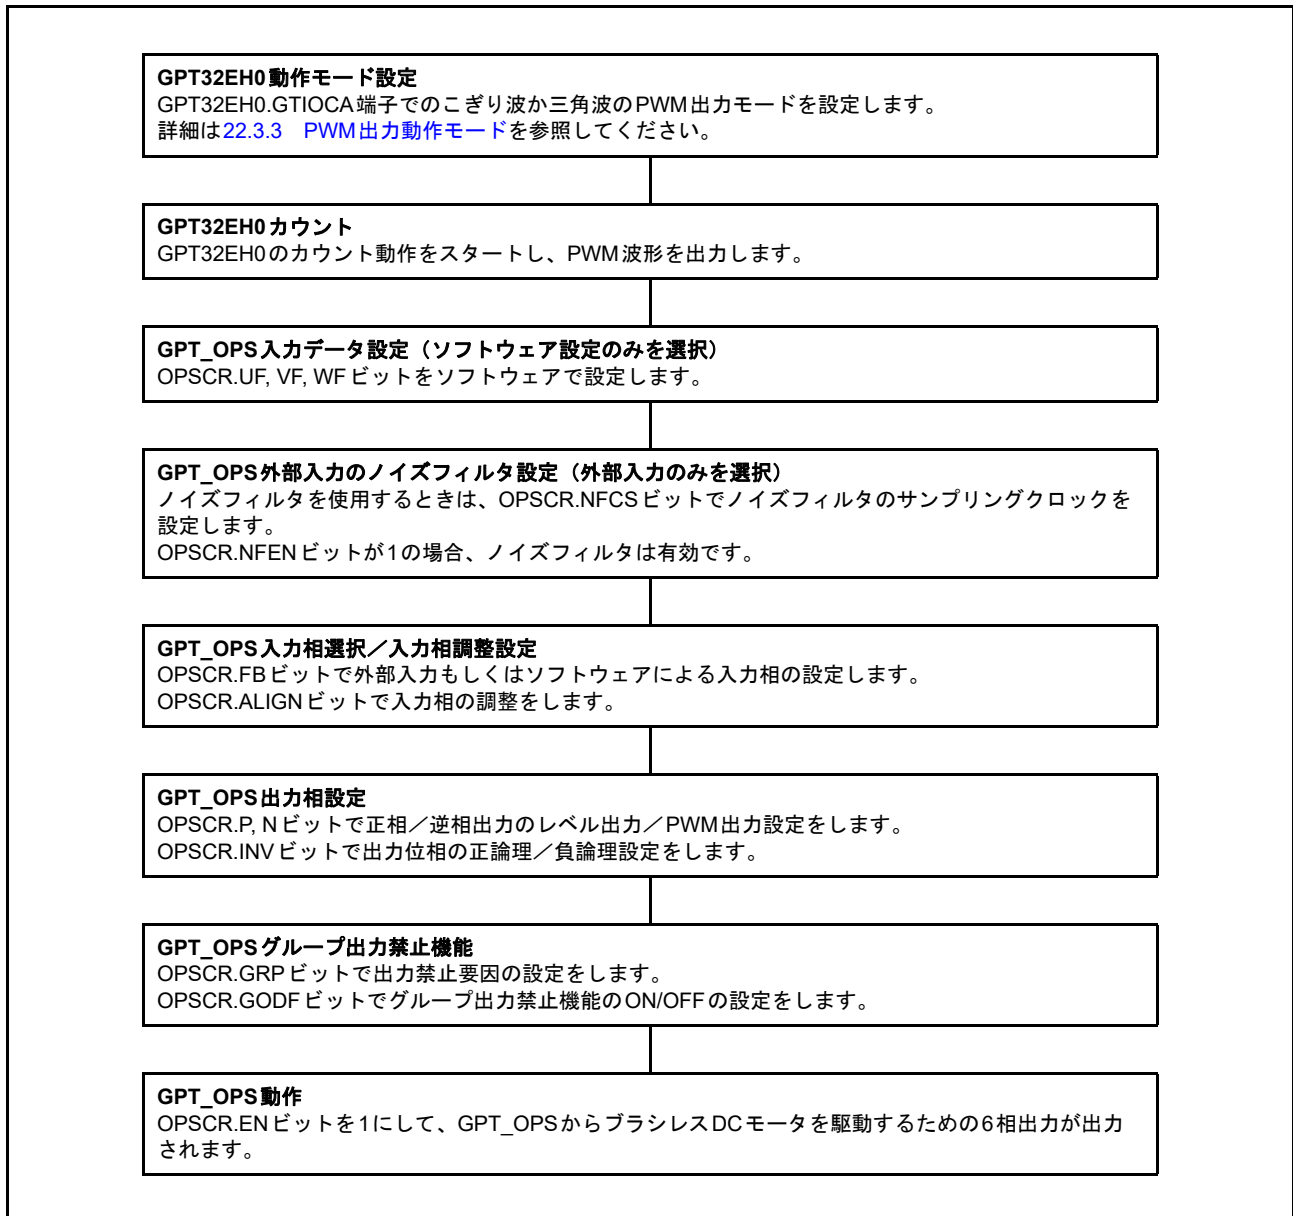 GPT32EH0動作モード設定
GPT32EH0.GTIOCA端子でのこぎり波か三角波のPWM出力モードを設定します。
詳細は22.3.3　PWM出力動作モードを参照してください。
GPT32EH0カウント
GPT32EH0のカウント動作をスタートし、PWM波形を出力します。
GPT_OPS入力データ設定（ソフトウェア設定のみを選択）
OPSCR.UF, VF, WFビットをソフトウェアで設定します。
GPT_OPS外部入力のノイズフィルタ設定（外部入力のみを選択）
ノイズフィルタを使用するときは、OPSCR.NFCSビットでノイズフィルタのサンプリングクロックを
設定します。
OPSCR.NFENビットが1の場合、ノイズフィルタは有効です。
GPT_OPS入力相選択／入力相調整設定
OPSCR.FBビットで外部入力もしくはソフトウェアによる入力相の設定します。
OPSCR.ALIGNビットで入力相の調整をします。
GPT_OPS出力相設定
OPSCR.P, Nビットで正相／逆相出力のレベル出力／PWM出力設定をします。
OPSCR.INVビットで出力位相の正論理／負論理設定をします。
GPT_OPSグループ出力禁止機能
OPSCR.GRPビットで出力禁止要因の設定をします。
OPSCR.GODFビットでグループ出力禁止機能のON/OFFの設定をします。
GPT_OPS動作
OPSCR.ENビットを1にして、GPT_OPSからブラシレスDCモータを駆動するための6相出力が出力
されます。